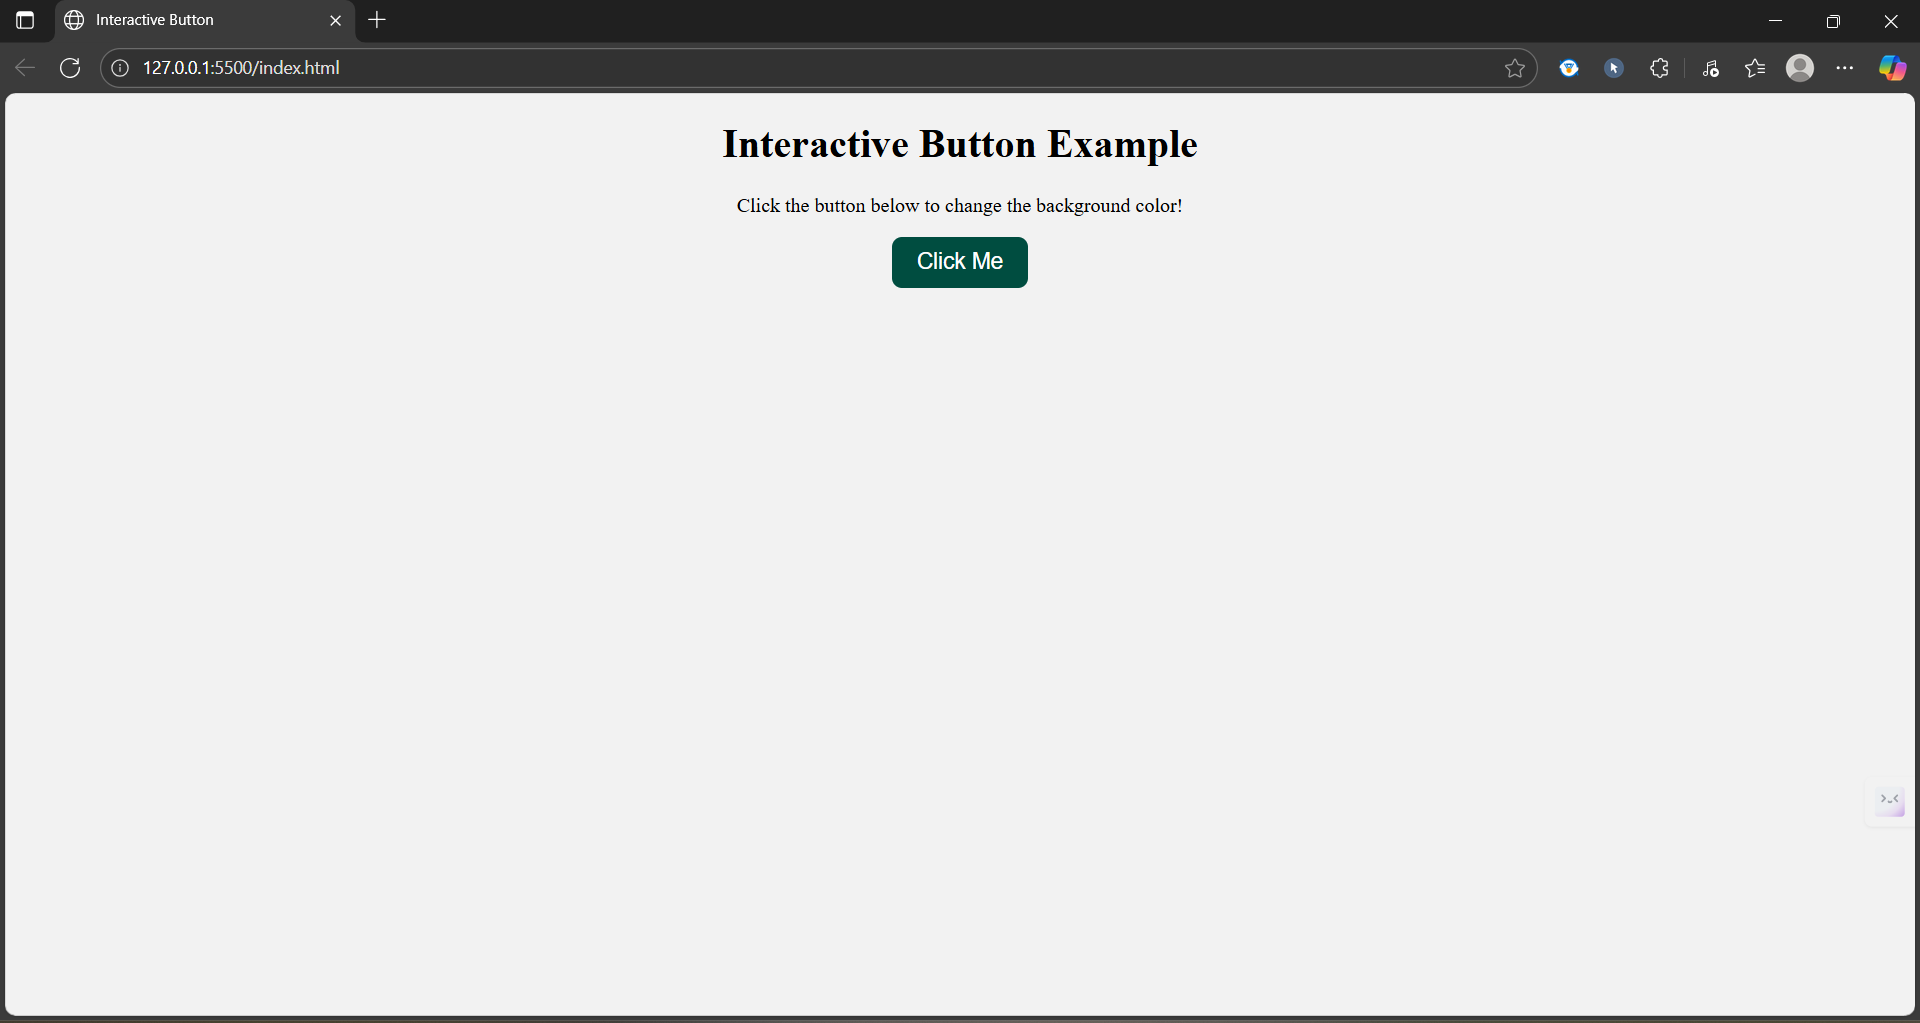 Interactive Button
127.0.0.1:5500/index.html
Interactive Button Example
Click the button below to change the background color!
Click Me